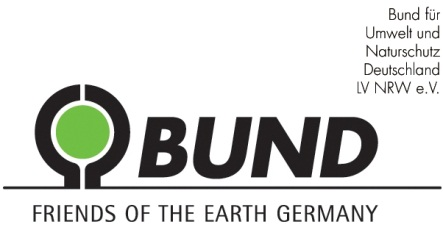 Bund für
Umwelt und
Naturschutz
Deutschland
LV NRW e.V.
BUND
FRIENDS OF THE EARTH GERMANY